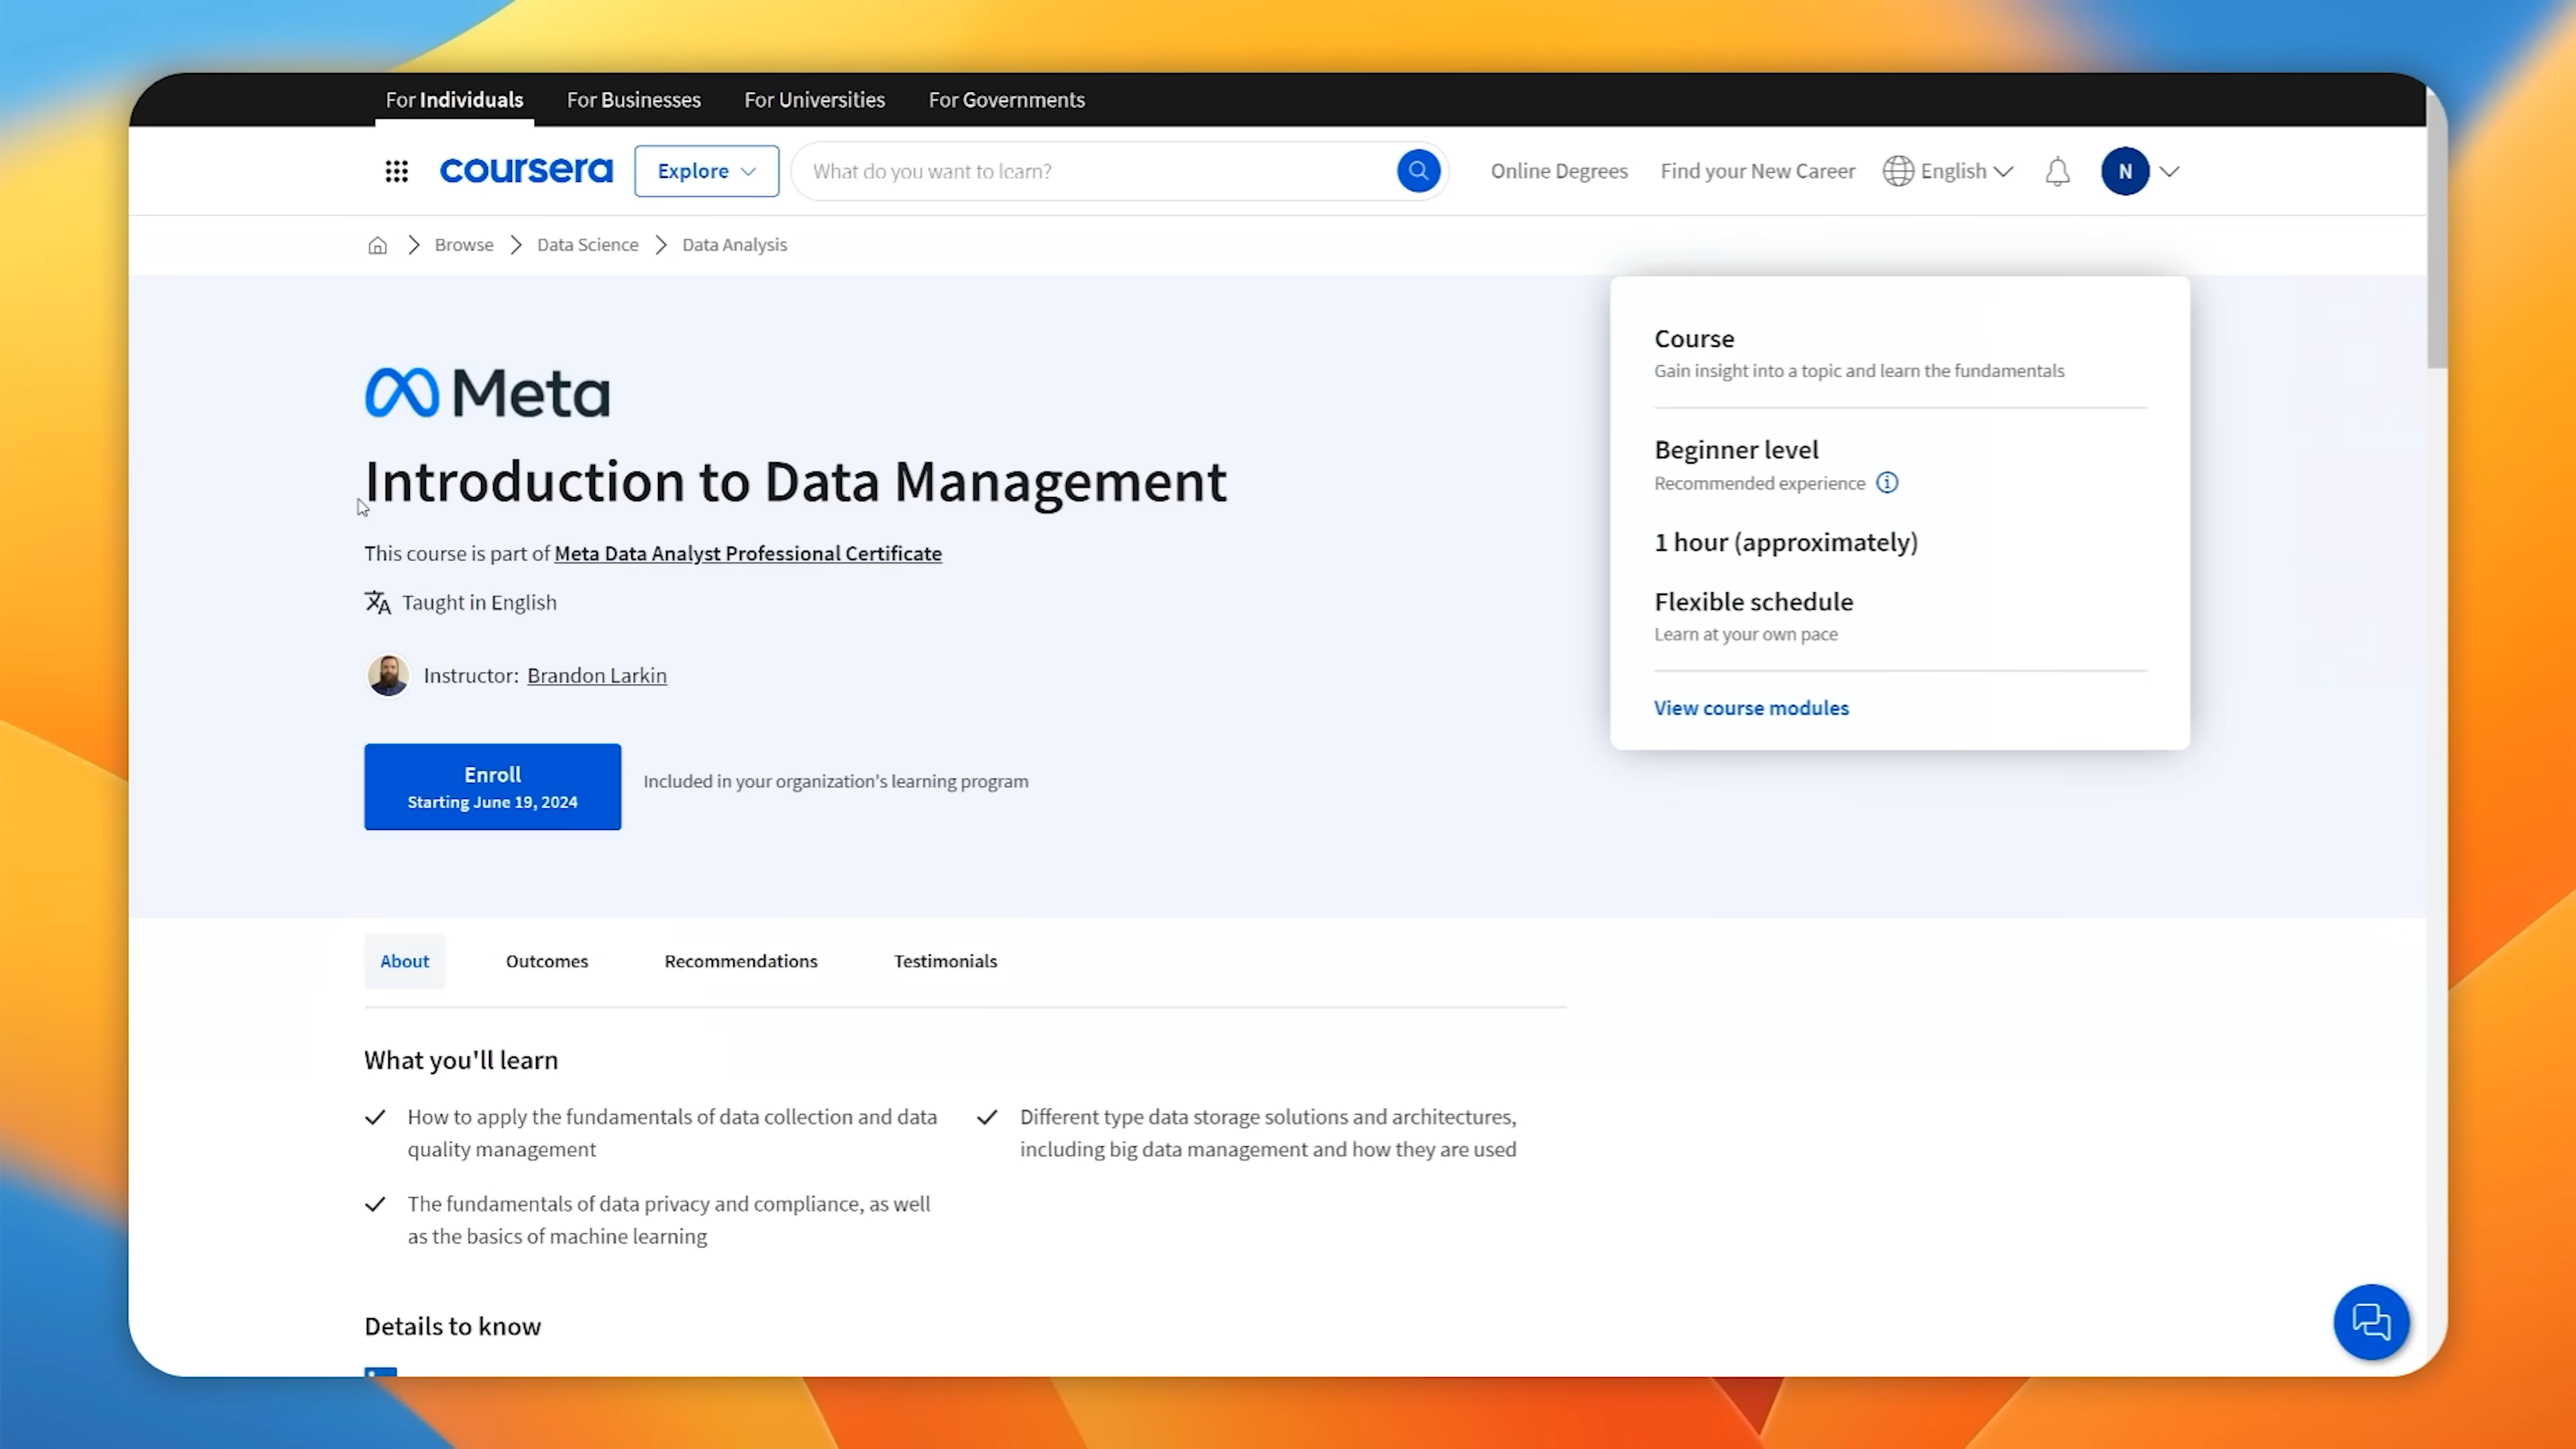 For Individuals For Businesses For Universities For Governments
coursera Explore What do you want to learn? Online Degrees Find your New Career English N
Browse Data Science Data Analysis
Meta
Introduction to Data Management
This course is part of Meta Data Analyst Professional Certificate
Taught in English
Instructor: Brandon Larkin
Enroll
Starting June 19, 2024
Included in your organization's learning program
Course
Gain insight into a topic and learn the fundamentals
Beginner level
Recommended experience
1 hour (approximately)
Flexible schedule
Learn at your own pace
View course modules
About Outcomes Recommendations Testimonials
What you'll learn
How to apply the fundamentals of data collection and data
quality management
Different type data storage solutions and architectures,
including big data management and how they are used
The fundamentals of data privacy and compliance, as well
as the basics of machine learning
Details to know